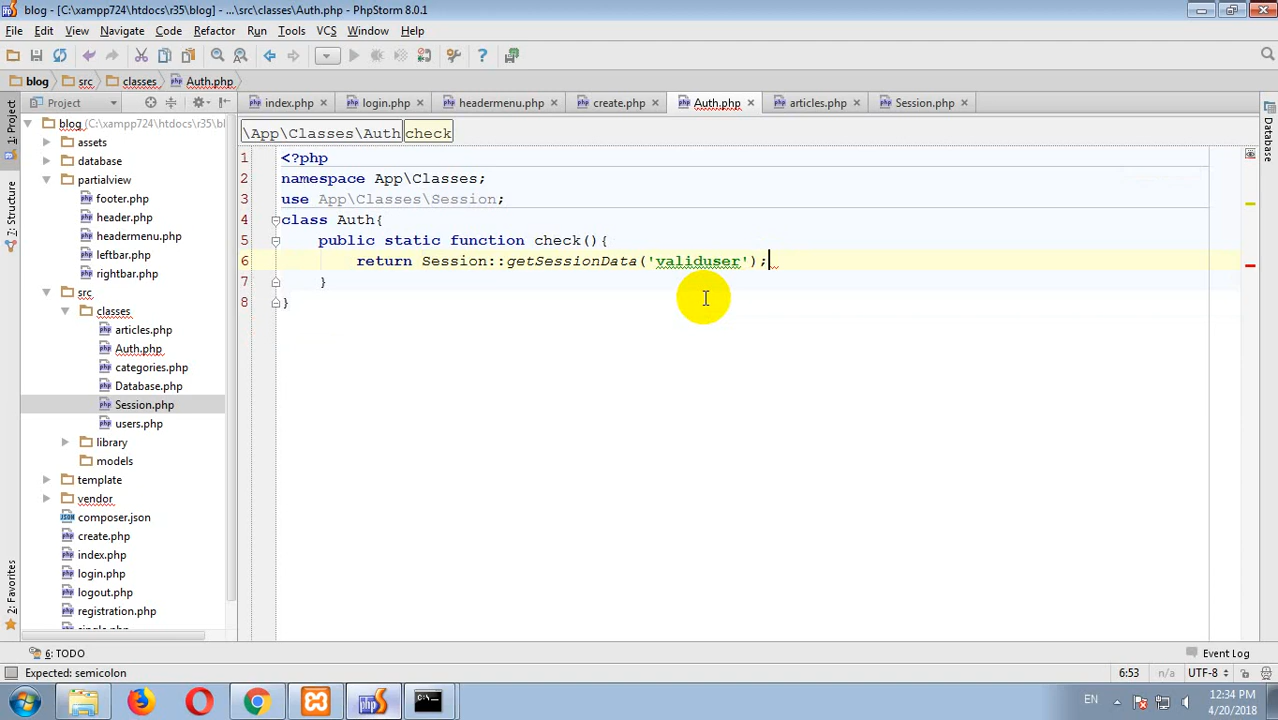 blog - [C:\xampp724\htdocs\r35\blog] - ...\src\classes\Auth.php - PhpStorm 8.0.1
File Edit View Navigate Code Refactor Run Tools VCS Window Help
blog src classes Auth.php
Project
index.php login.php headermenu.php create.php Auth.php articles.php Session.php
\App\Classes\Auth check
1: Project
7: Structure
2: Favorites
Database
blog (C:\xampp724\htdocs\r35\bl
assets
database
partialview
footer.php
header.php
headermenu.php
leftbar.php
rightbar.php
src
classes
articles.php
Auth.php
categories.php
Database.php
Session.php
users.php
library
models
template
vendor
composer.json
create.php
index.php
login.php
logout.php
registration.php
1 <?php
2 namespace App\Classes;
3 use App\Classes\Session;
4 class Auth{
5 public static function check(){
6 return Session::getSessionData('validuser');
7 }
8 }
6: TODO
Event Log
Expected: semicolon
6:53 n/a UTF-8
EN
12:34 PM
4/20/2018